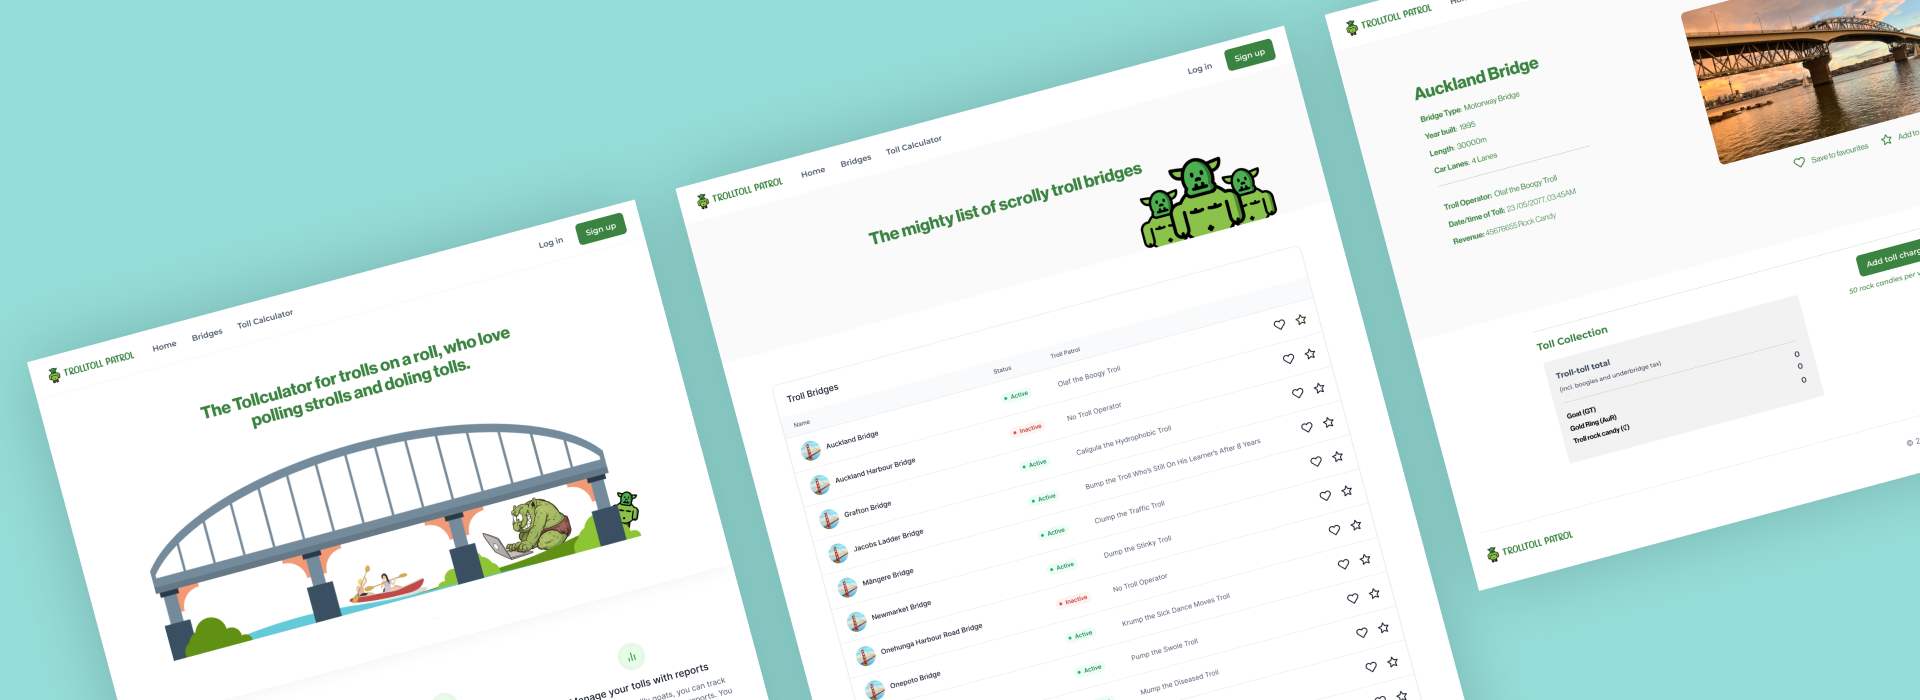 TROLLTOLL PATROL
Home
Bridges
Toll Calculator
Log in
Sign up
The Tollculator for trolls on a roll, who love
polling strolls and doling tolls.
anage your tolls with reports
goats, you can track
ports. You
TROLLTOLL PATROL
Home
Bridges
Toll Calculator
Log in
Sign up
The mighty list of scrolly troll bridges
Troll Bridges
Name
Status
Troll Patrol
Auckland Bridge
Active
Olaf the Boogy Troll
Auckland Harbour Bridge
Inactive
No Troll Operator
Grafton Bridge
Active
Caligula the Hydrophobic Troll
Jacobs Ladder Bridge
Active
Bump the Troll Who's Still On His Learner's After 8 Years
Māngere Bridge
Active
Clump the Traffic Troll
Newmarket Bridge
Active
Dump the Stinky Troll
Onehunga Harbour Road Bridge
Inactive
No Troll Operator
Onepoto Bridge
Active
Krump the Sick Dance Moves Troll
Active
Pump the Swole Troll
Mump the Diseased Troll
TROLLTOLL PATROL
Auckland Bridge
Bridge Type: Motorway Bridge
Year built: 1995
Length: 30000m
Car Lanes: 4 Lanes
Troll Operator: Olaf the Boogy Troll
Date/time of Toll: 23 /05/2077, 03:45AM
Revenue: 45676655 Rock Candy
Save to favourites
Add to
Add toll charg
50 rock candies per v
Toll Collection
Troll-toll total
(incl. boogies and underbridge tax)
Goat (GT)
0
Gold Ring (AuR)
0
Troll rock candy (₵)
0
© 2
TROLLTOLL PATROL